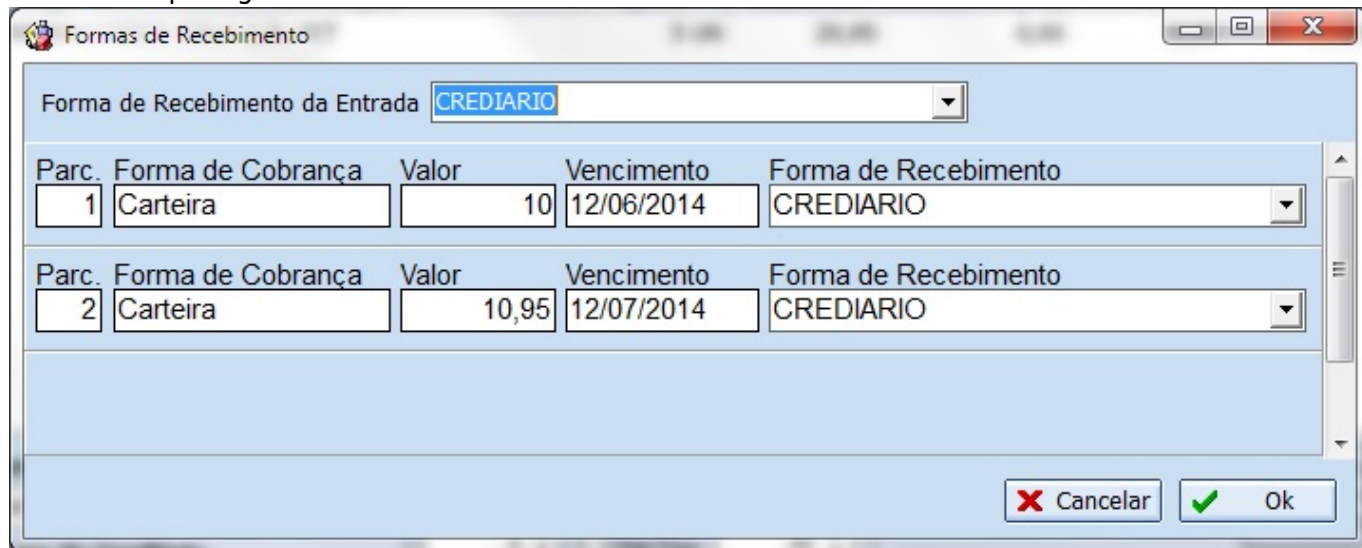 Formas de Recebimento
Forma de Recebimento da Entrada CREDIARIO
Parc. Forma de Cobrança Valor Vencimento Forma de Recebimento
1 Carteira 10 12/06/2014 CREDIARIO
Parc. Forma de Cobrança Valor Vencimento Forma de Recebimento
2 Carteira 10,95 12/07/2014 CREDIARIO
Cancelar Ok